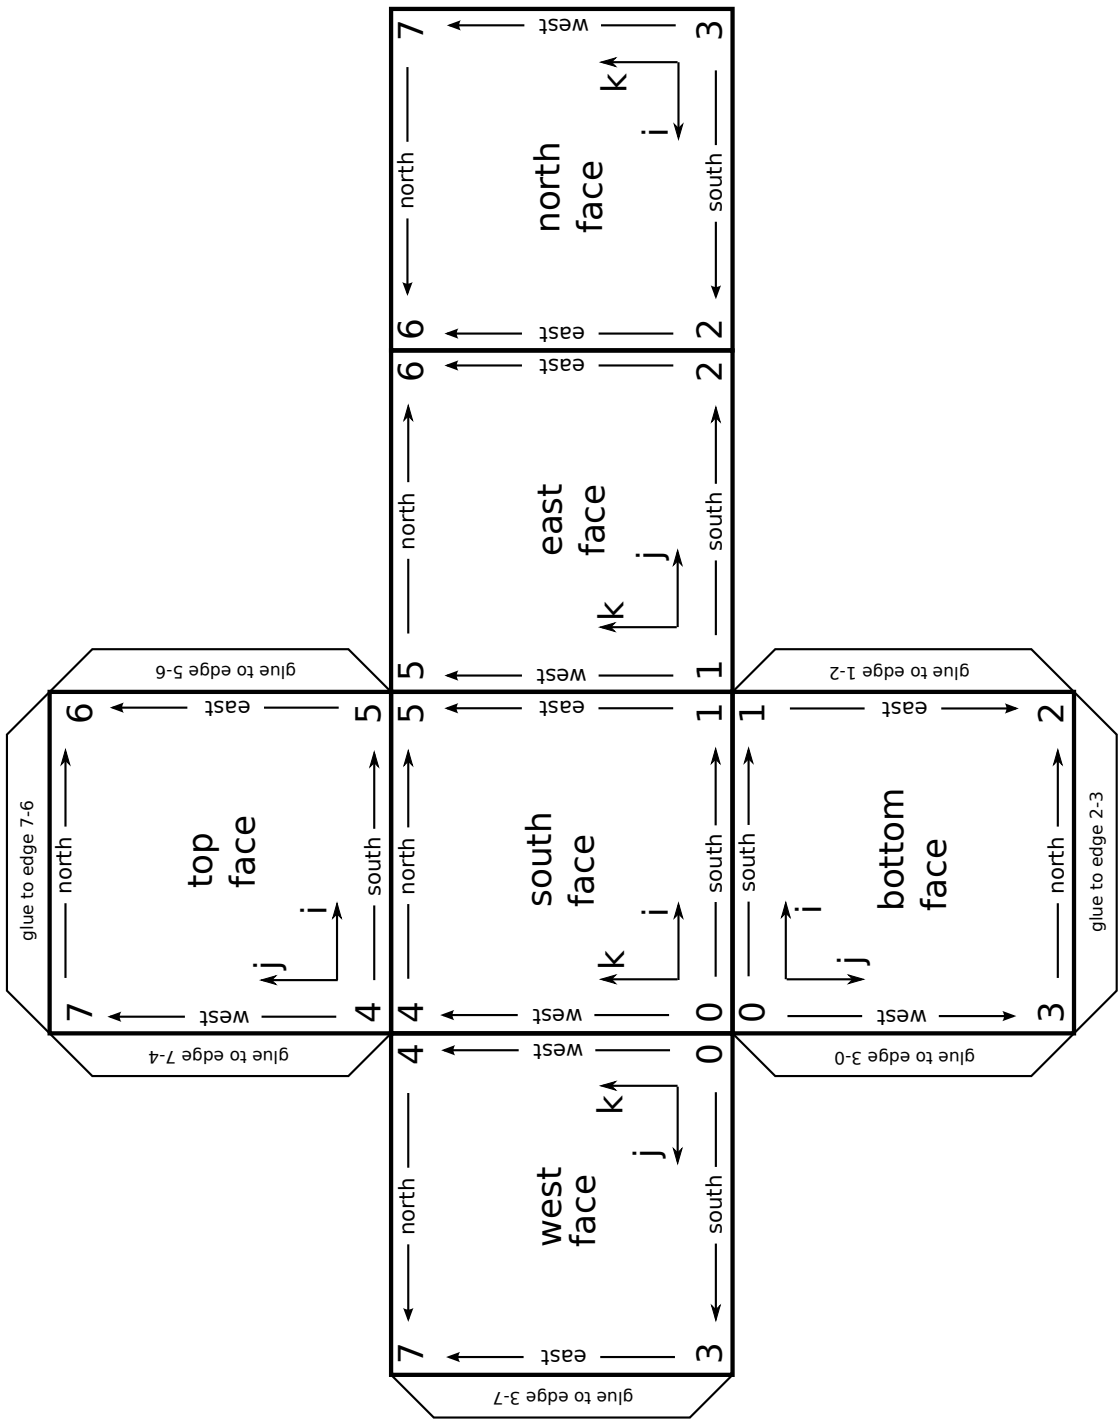 7
west
3
k
i
north
south
north
face
6
east
2
6
east
2
north
south
east
face
j
k
5
west
1
glue to edge 5-6
6
east
5
north
south
top
face
i
j
7
west
4
glue to edge 7-6
glue to edge 7-4
5
east
1
north
south
south
face
i
k
4
west
0
glue to edge 1-2
1
east
2
south
north
bottom
face
i
j
0
west
3
glue to edge 2-3
glue to edge 3-0
4
west
0
k
j
north
south
west
face
7
east
3
glue to edge 3-7